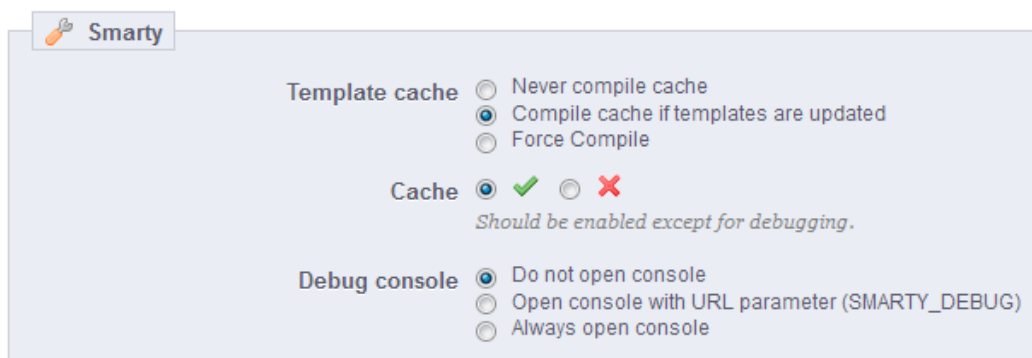 Smarty
Template cache Never compile cache
Compile cache if templates are updated
Force Compile
Cache
Should be enabled except for debugging.
Debug console Do not open console
Open console with URL parameter (SMARTY_DEBUG)
Always open console